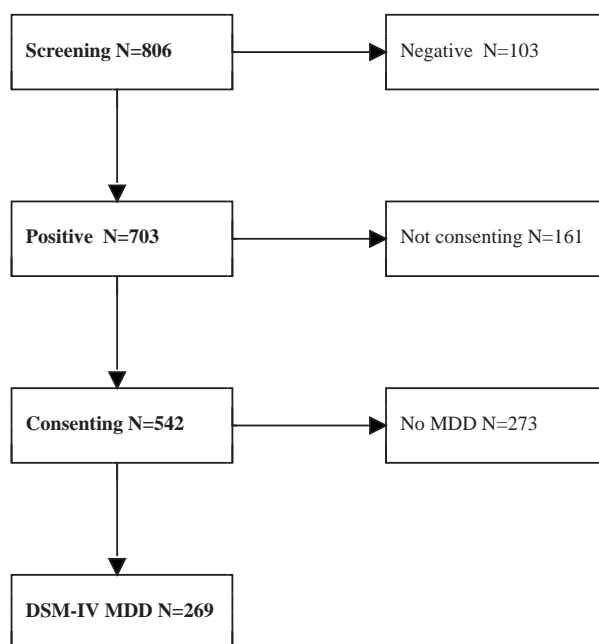 Screening N=806
Negative N=103
Positive N=703
Not consenting N=161
Consenting N=542
No MDD N=273
DSM-IV MDD N=269